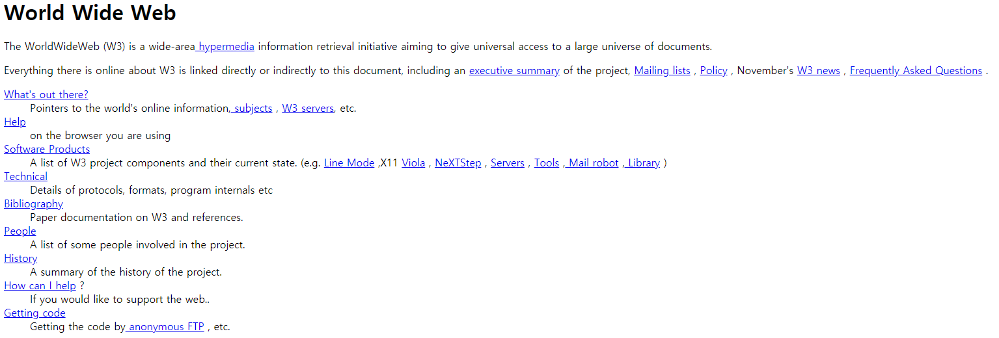 World Wide Web
The WorldWideWeb (W3) is a wide-area hypermedia information retrieval initiative aiming to give universal access to a large universe of documents.
Everything there is online about W3 is linked directly or indirectly to this document, including an executive summary of the project, Mailing lists , Policy , November's W3 news , Frequently Asked Questions .
What's out there?
Pointers to the world's online information, subjects , W3 servers, etc.
Help
on the browser you are using
Software Products
A list of W3 project components and their current state. (e.g. Line Mode ,X11 Viola , NeXTStep , Servers , Tools , Mail robot , Library )
Technical
Details of protocols, formats, program internals etc
Bibliography
Paper documentation on W3 and references.
People
A list of some people involved in the project.
History
A summary of the history of the project.
How can I help ?
If you would like to support the web..
Getting code
Getting the code by anonymous FTP , etc.